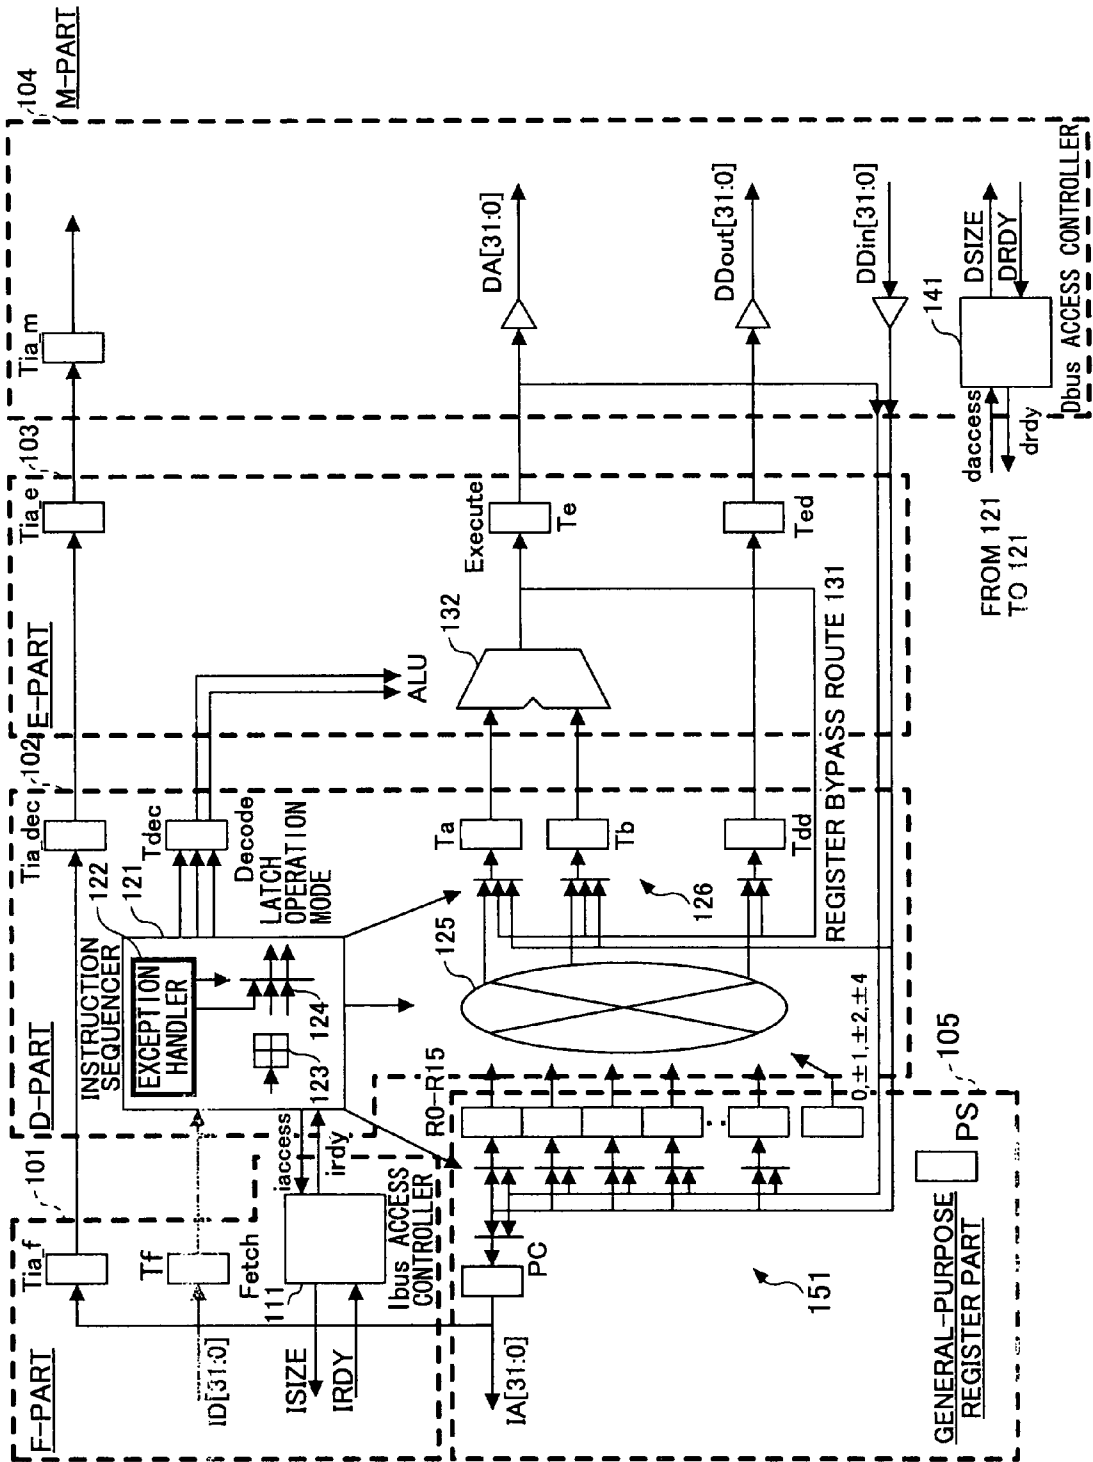 F-PART
101
Tia_f
Tf
Fetch
ID[31:0]
111
ISIZE
IRDY
Ibus ACCESS
CONTROLLER
iaccess
irdy
IA[31:0]
D-PART
102
Tia_dec
INSTRUCTION
SEQUENCER
122
121
EXCEPTION
HANDLER
123
124
Tdec
Decode
LATCH
OPERATION
MODE
125
126
Ta
Tb
Tdd
E-PART
103
Tia_e
ALU
132
Execute
Te
Ted
REGISTER BYPASS ROUTE 131
104
M-PART
Tia_m
DA[31:0]
DDout[31:0]
DDin[31:0]
141
DSIZE
DRDY
daccess
drdy
Dbus ACCESS CONTROLLER
FROM 121
TO 121
R0-R15
0,±1,±2,±4
105
PC
151
PS
GENERAL-PURPOSE
REGISTER PART